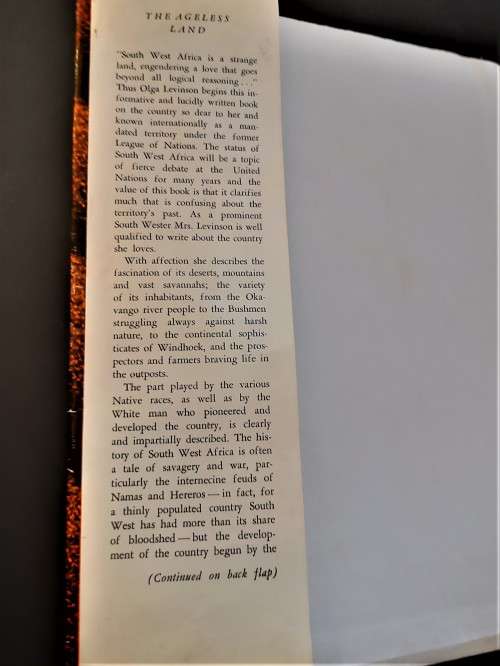 THE AGELESS
LAND
"South West Africa is a strange
land, engendering a love that goes
beyond all logical reasoning . . ."
Thus Olga Levinson begins this in-
formative and lucidly written book
on the country so dear to her and
known internationally as a man-
dated territory under the former
League of Nations. The status of
South West Africa will be a topic
of fierce debate at the United
Nations for many years and the
value of this book is that it clarifies
much that is confusing about the
territory's past. As a prominent
South Wester Mrs. Levinson is well
qualified to write about the country
she loves.
With affection she describes the
fascination of its deserts, mountains
and vast savannahs; the variety
of its inhabitants, from the Oka-
vango river people to the Bushmen
struggling always against harsh
nature, to the continental sophis-
ticates of Windhoek, and the pros-
pectors and farmers braving life in
the outposts.
The part played by the various
Native races, as well as by the
White man who pioneered and
developed the country, is clearly
and impartially described. The his-
tory of South West Africa is often
a tale of savagery and war, par-
ticularly the internecine feuds of
Namas and Hereros — in fact, for
a thinly populated country South
West has had more than its share
of bloodshed — but the develop-
ment of the country begun by the
(Continued on back flap)